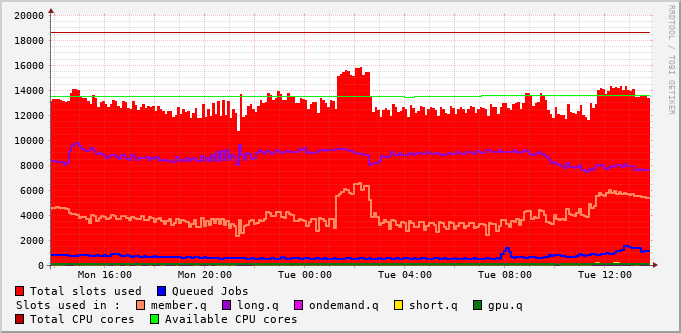 RRDTOOL / TOBI OETIKER
20000
18000
16000
14000
12000
10000
8000
6000
4000
2000
0
Mon 16:00 Mon 20:00 Tue 00:00 Tue 04:00 Tue 08:00 Tue 12:00
Total slots used Queued Jobs
Slots used in : member.q long.q ondemand.q short.q gpu.q
Total CPU cores Available CPU cores